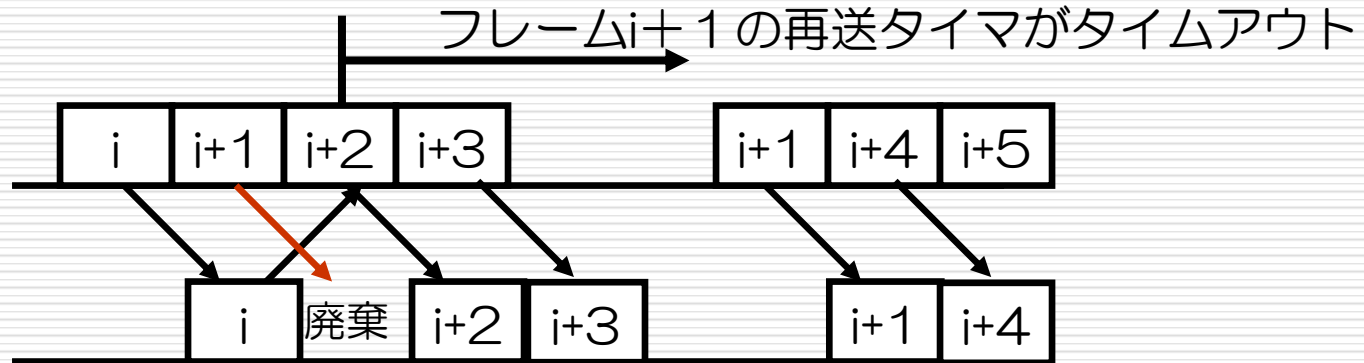 フレームi＋１の再送タイマがタイムアウト
i i+1 i+2 i+3 i+1 i+4 i+5
i 廃棄 i+2 i+3 i+1 i+4